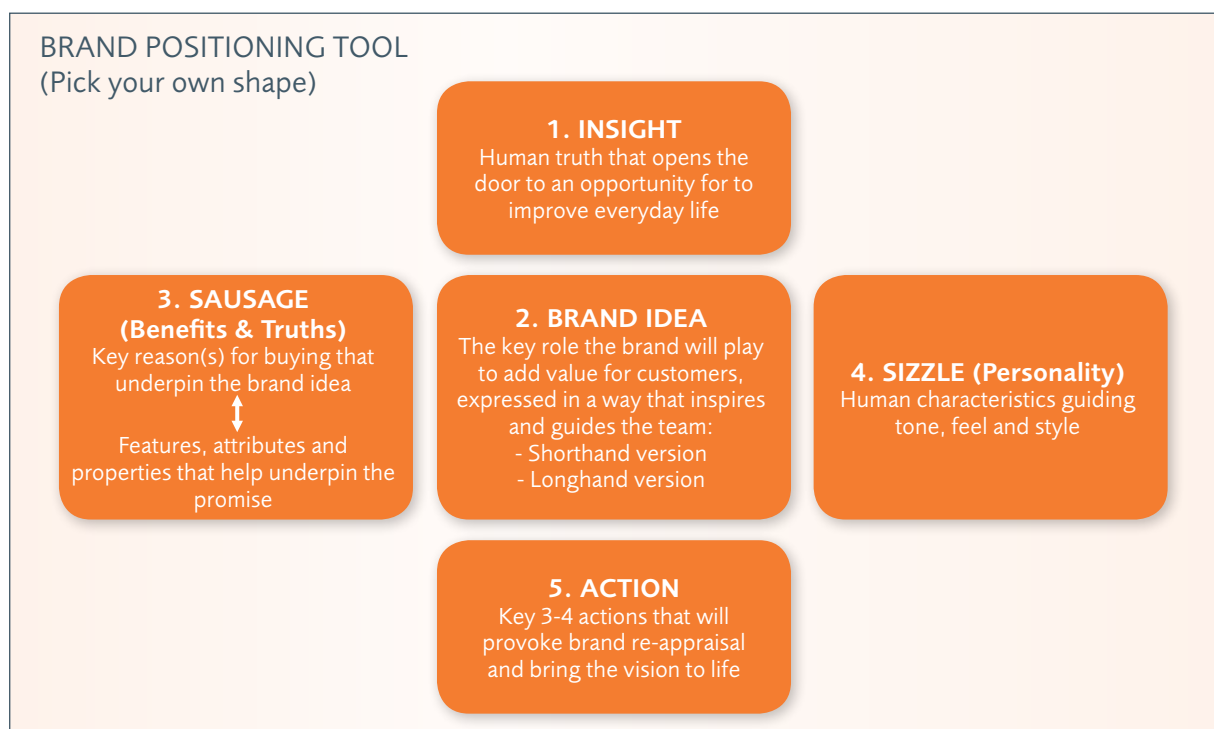 BRAND POSITIONING TOOL
(Pick your own shape)
1. INSIGHT
Human truth that opens the
door to an opportunity for to
improve everyday life
3. SAUSAGE
(Benefits & Truths)
Key reason(s) for buying that
underpin the brand idea
Features, attributes and
properties that help underpin the
promise
2. BRAND IDEA
The key role the brand will play
to add value for customers,
expressed in a way that inspires
and guides the team:
- Shorthand version
- Longhand version
4. SIZZLE (Personality)
Human characteristics guiding
tone, feel and style
5. ACTION
Key 3-4 actions that will
provoke brand re-appraisal
and bring the vision to life